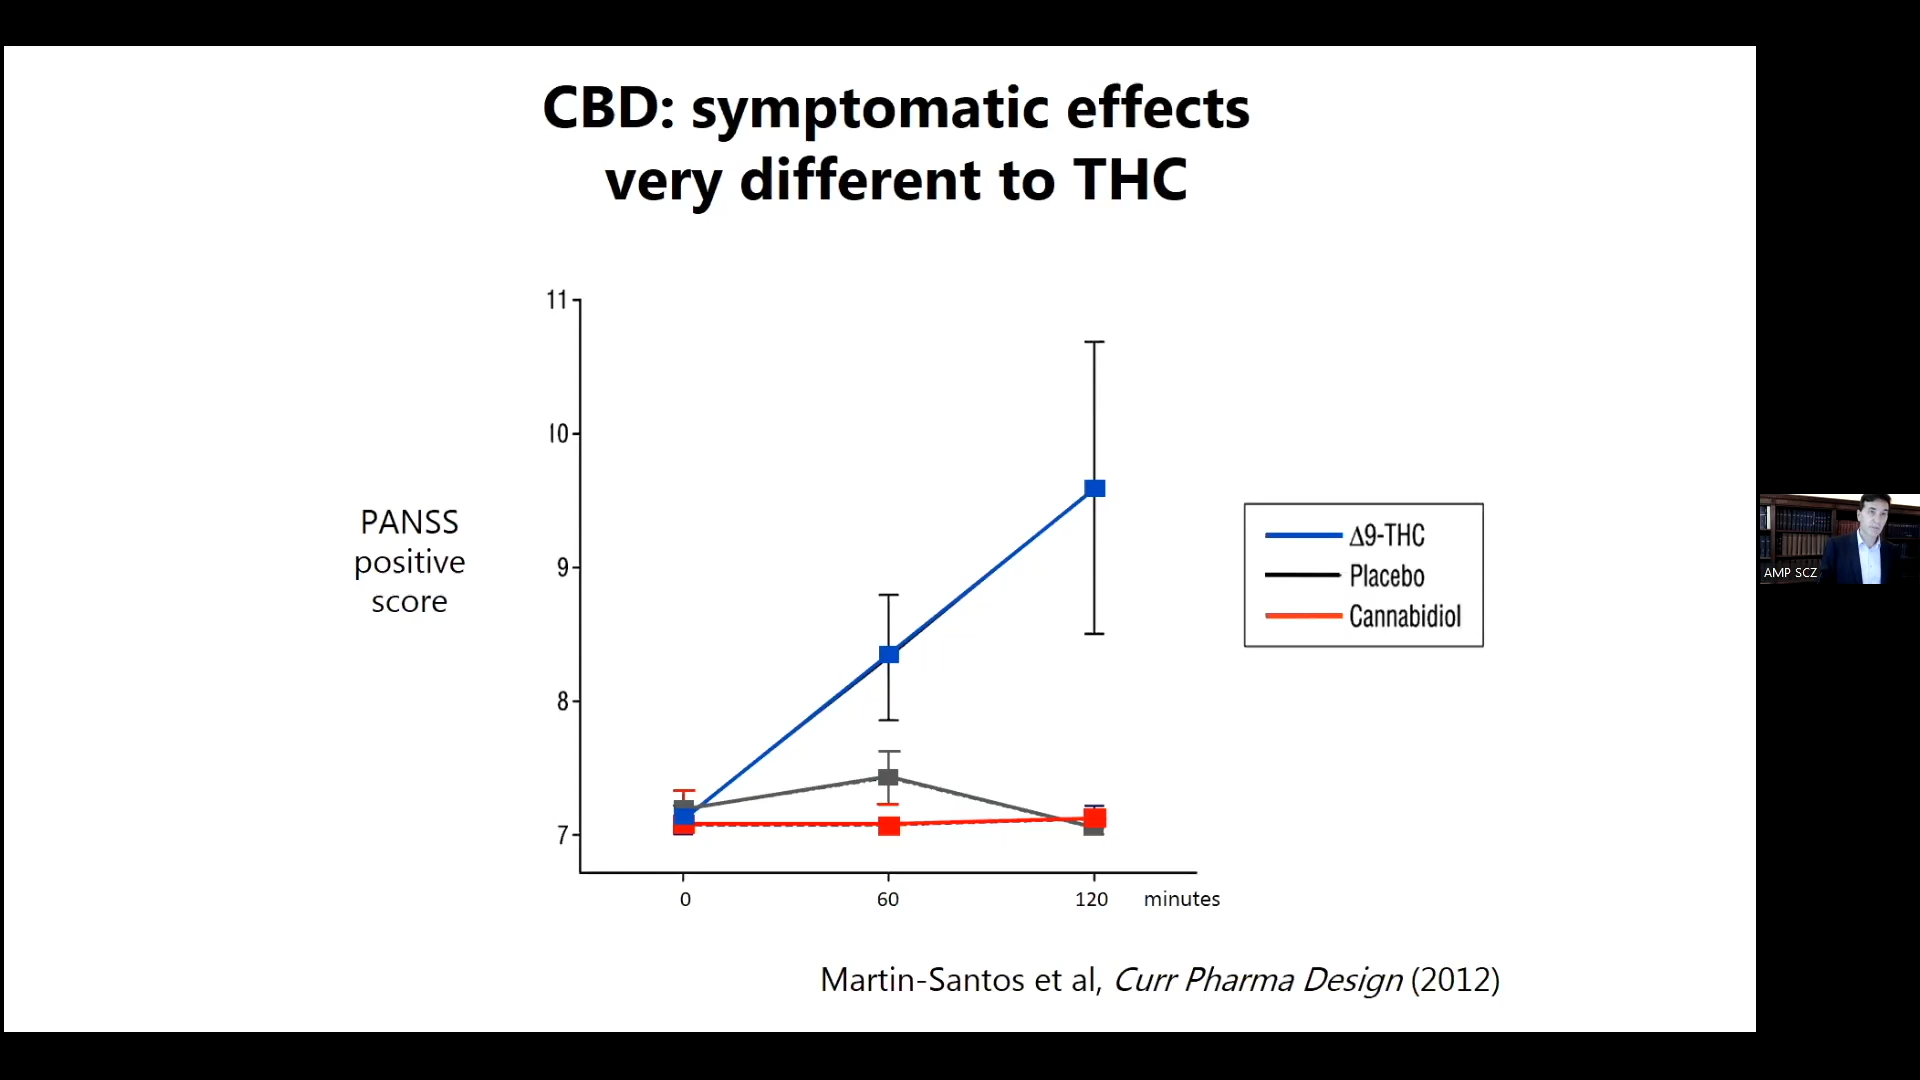 CBD: symptomatic effects
very different to THC
11
10
9
8
7
PANSS
positive
score
Δ9-THC
Placebo
Cannabidiol
0 60 120 minutes
Martin-Santos et al, Curr Pharma Design (2012)
AMP SCZ